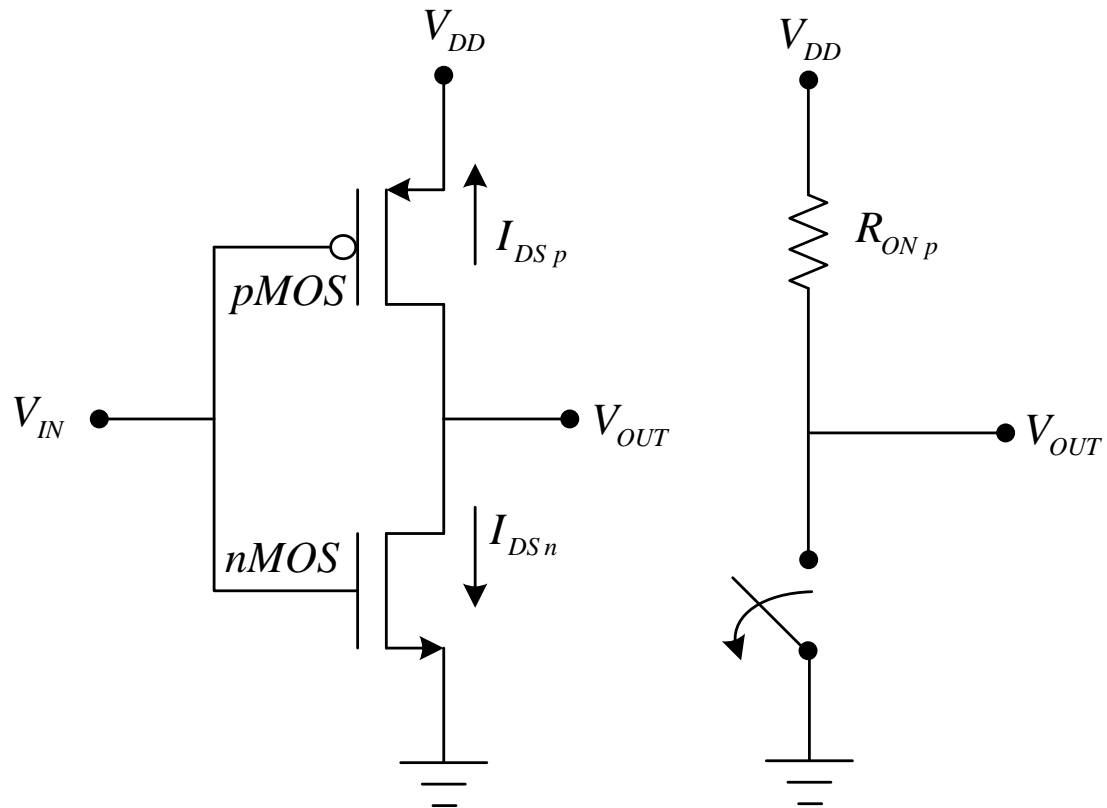 V_DD
I_DS p
pMOS
V_IN
V_OUT
nMOS
I_DS n
V_DD
R_ON p
V_OUT